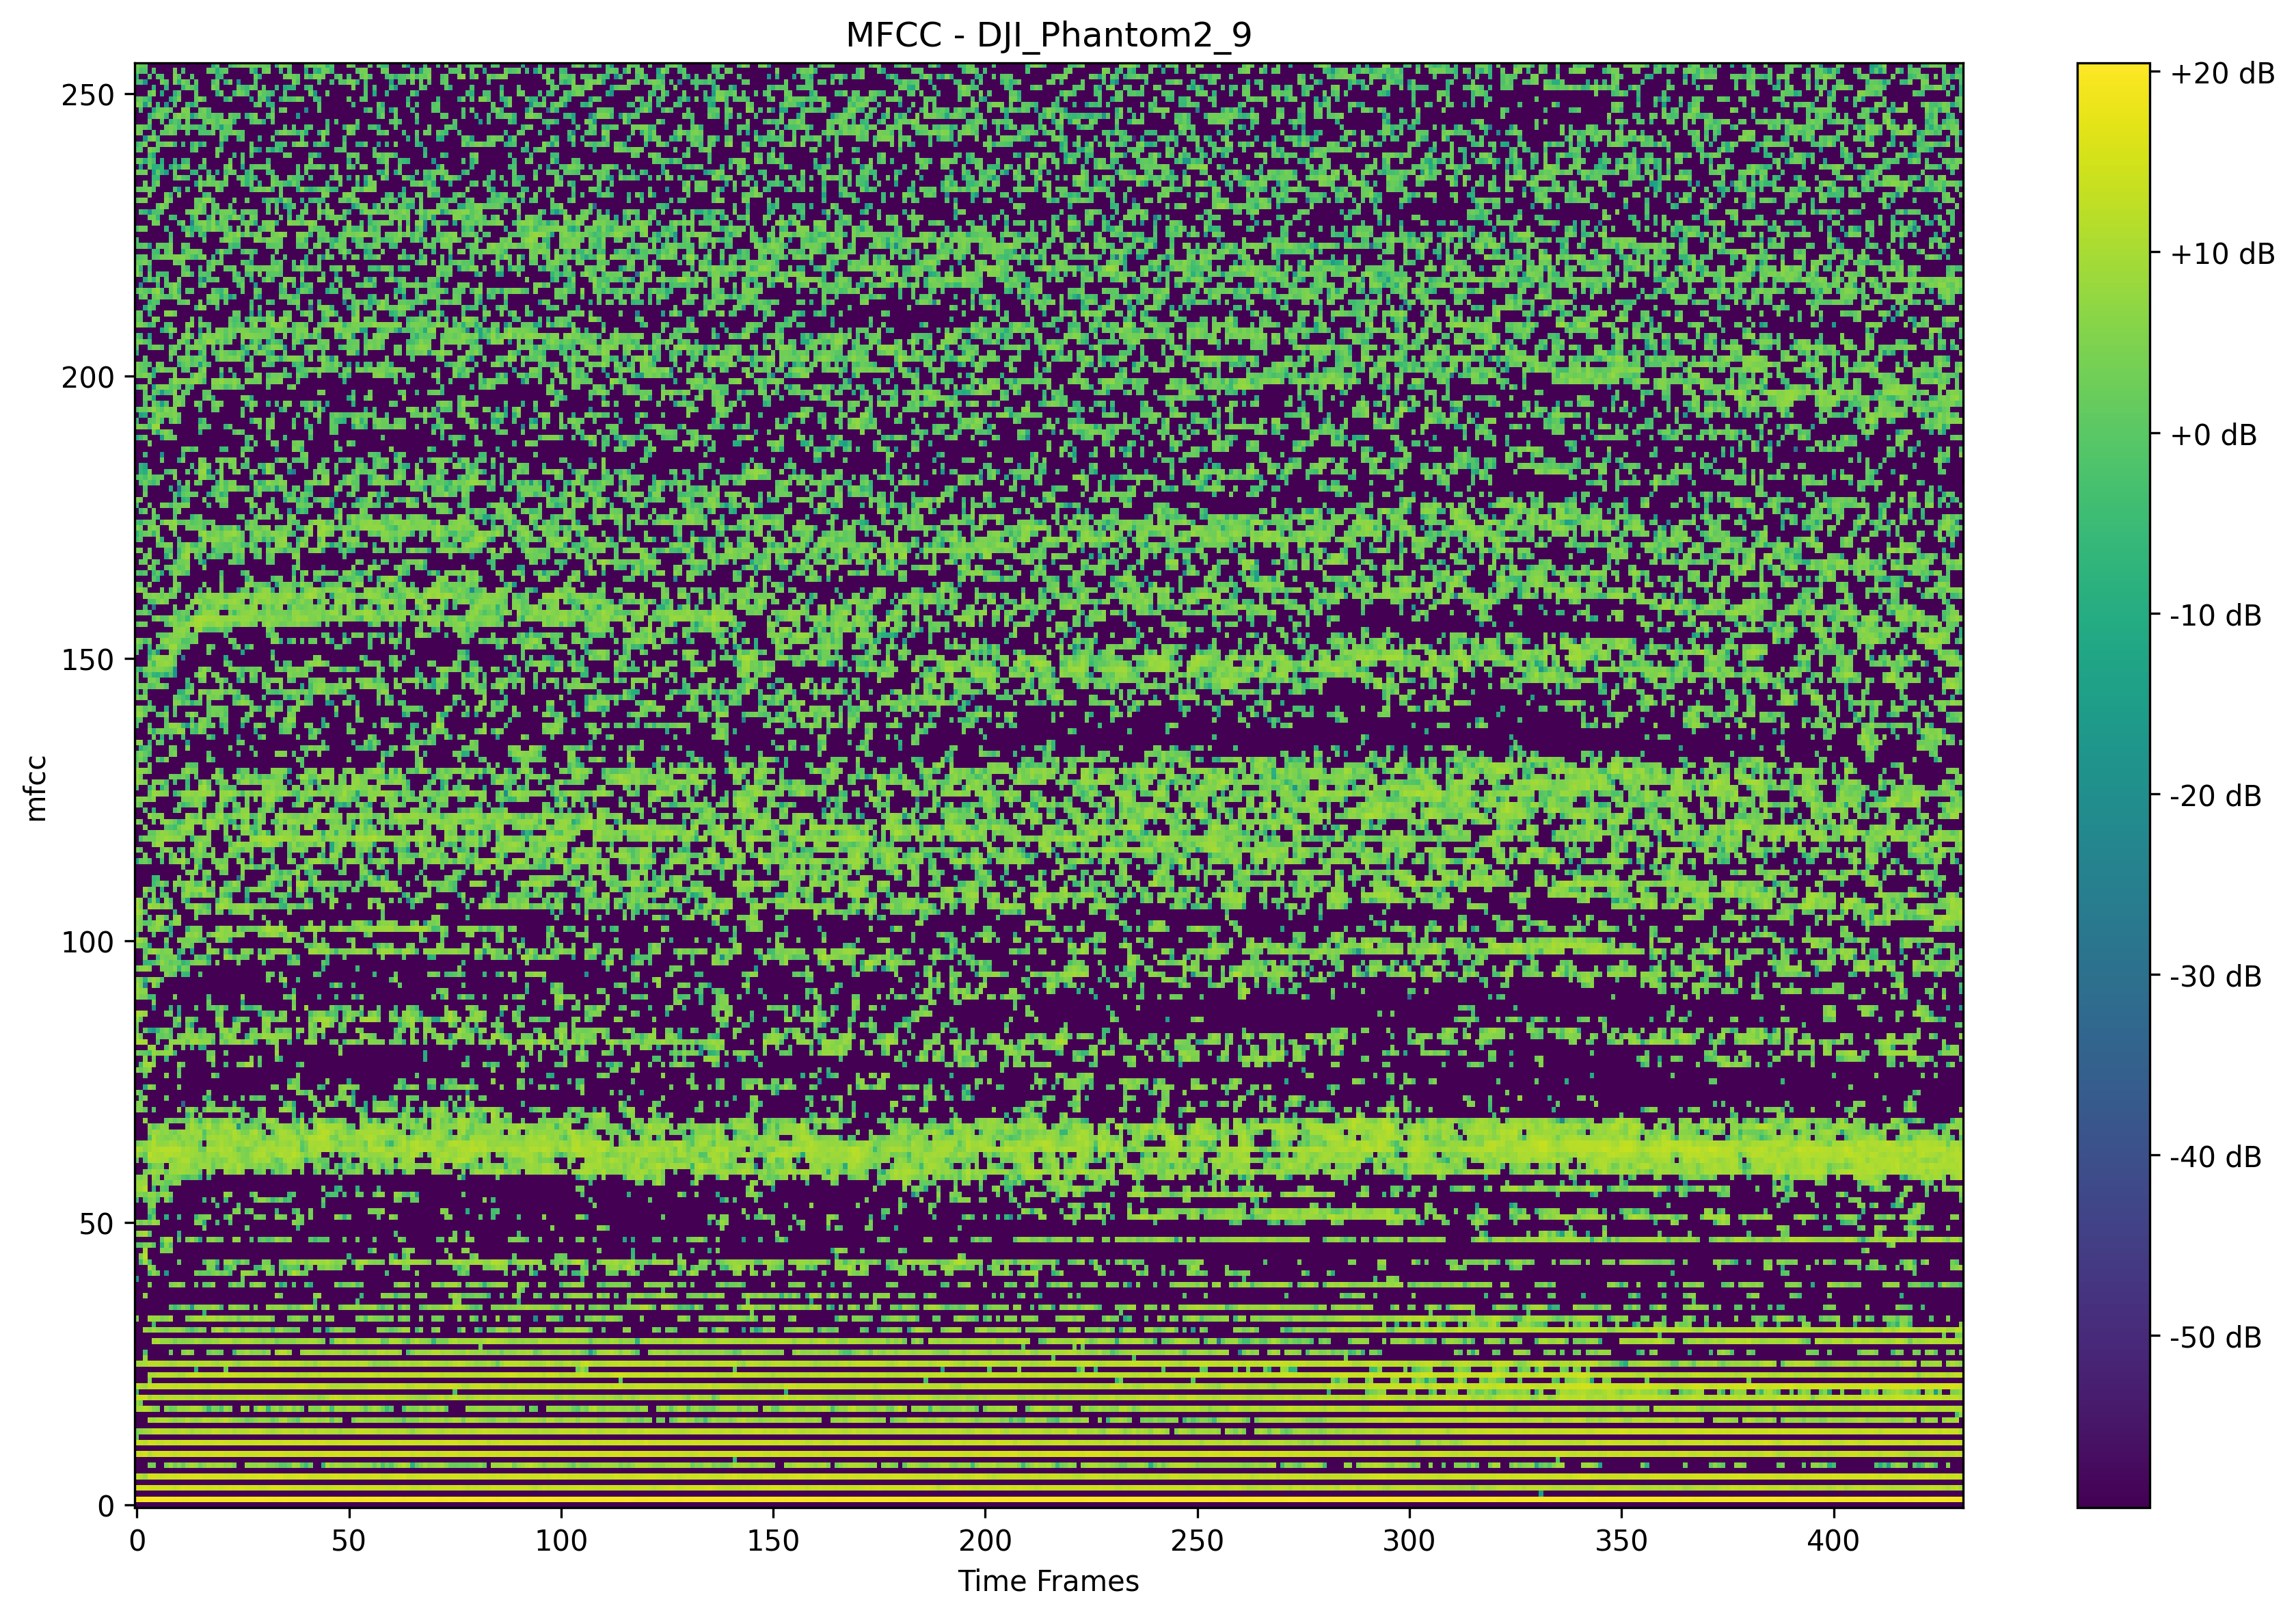 MFCC - DJI_Phantom2_9
250
200
150
100
50
0
mfcc
0 50 100 150 200 250 300 350 400
Time Frames
+20 dB
+10 dB
+0 dB
-10 dB
-20 dB
-30 dB
-40 dB
-50 dB